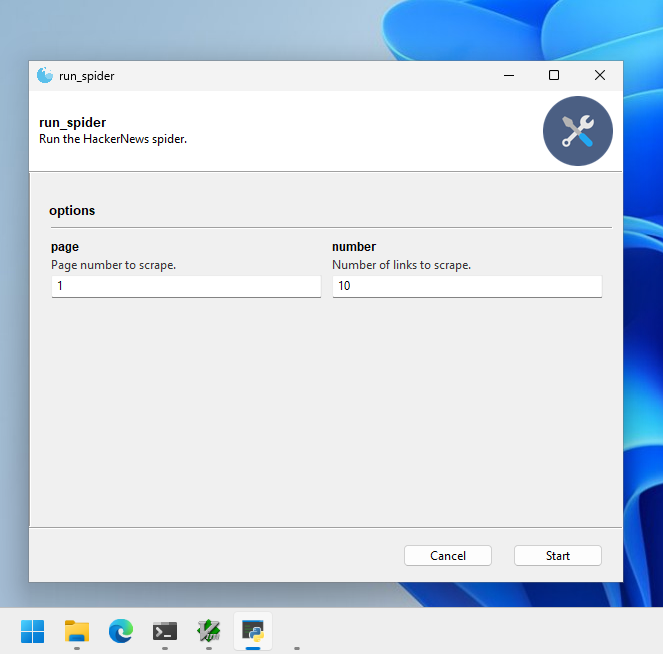 run_spider
run_spider
Run the HackerNews spider.
options
page
Page number to scrape.
1
number
Number of links to scrape.
10
Cancel
Start